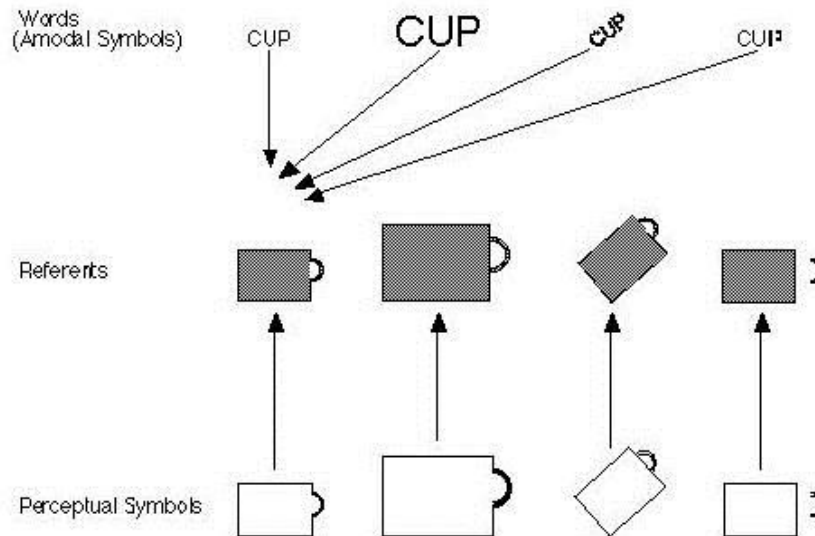 Words
(Amodal Symbols)
CUP
CUP
CUP
CUP
Referents
Perceptual Symbols